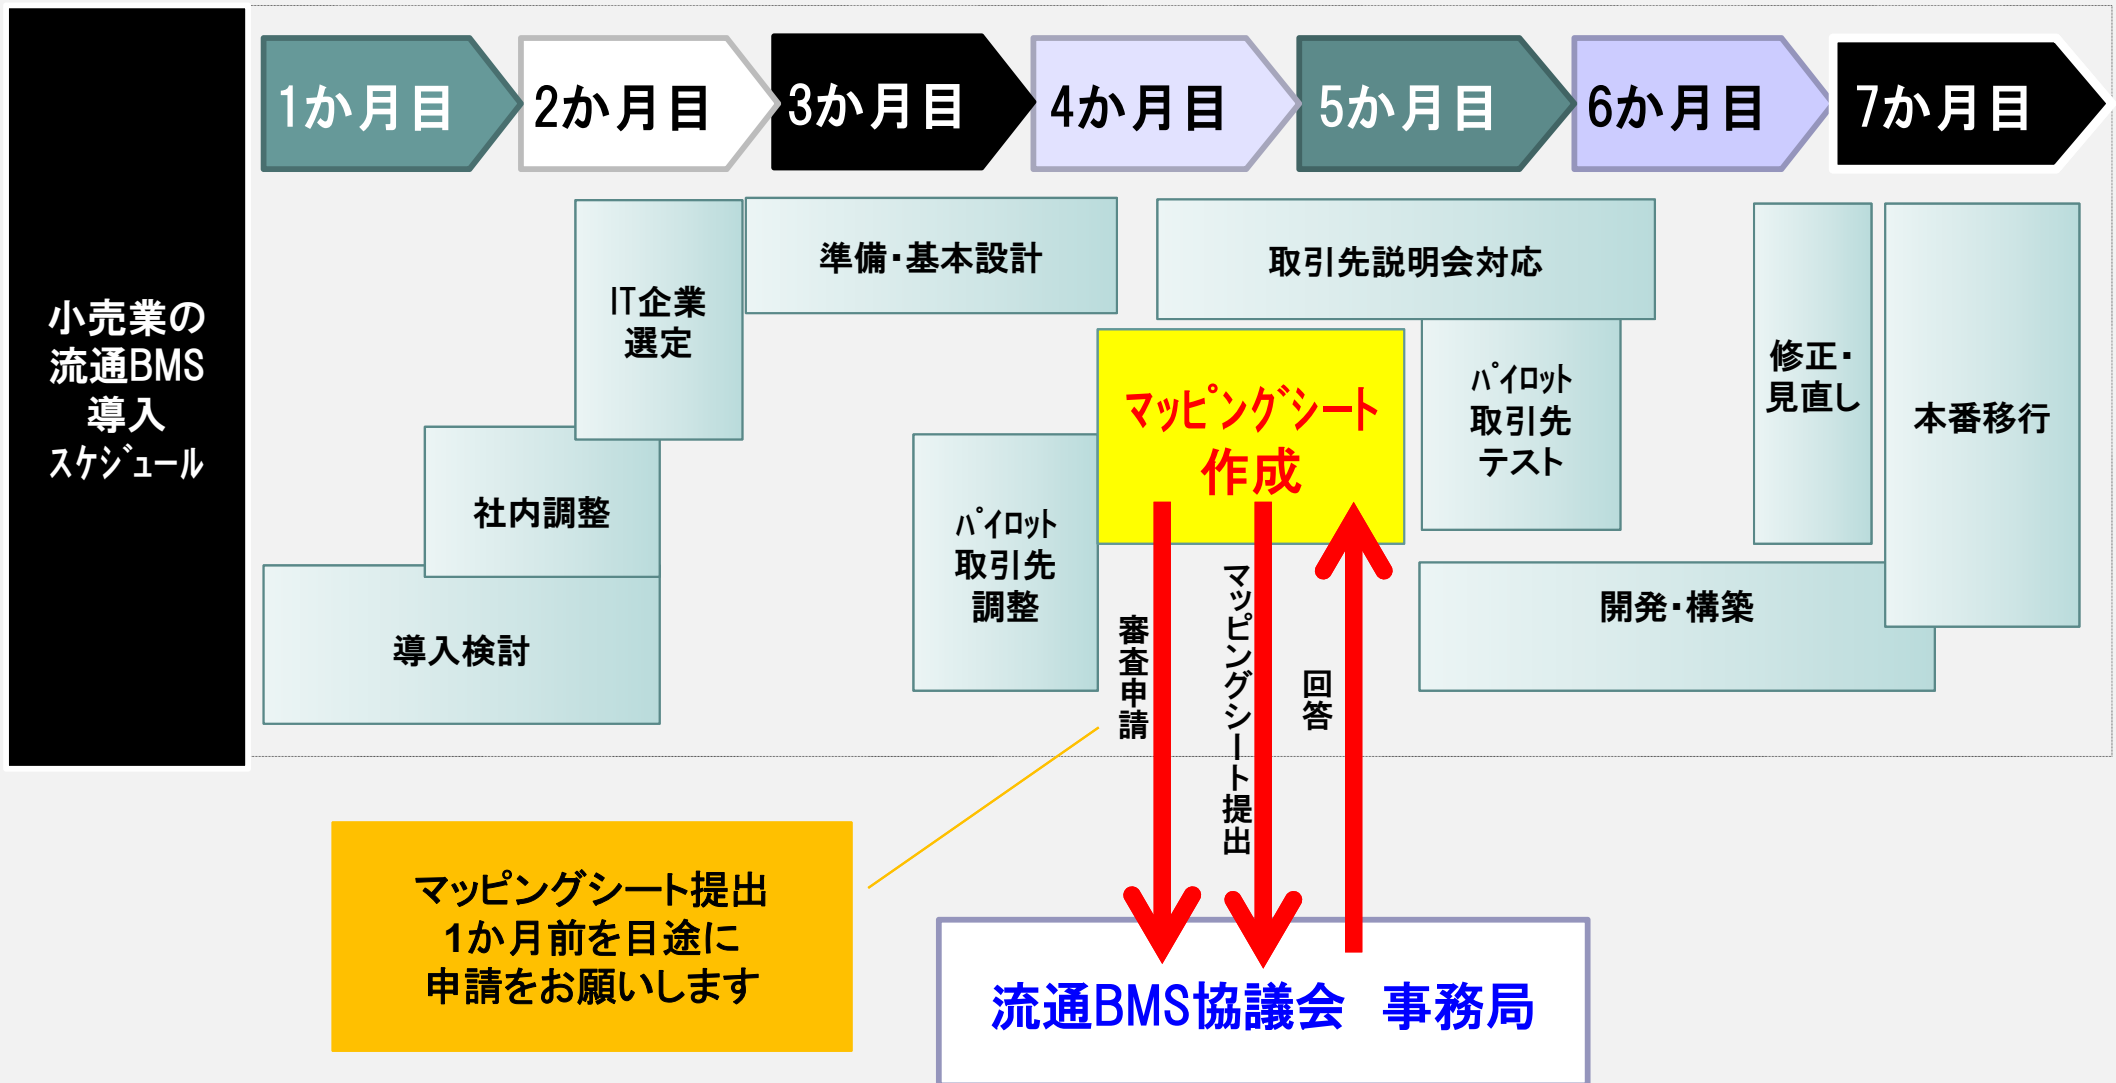 小売業の
流通BMS
導入
スケジュール
1か月目
2か月目
3か月目
4か月目
5か月目
6か月目
7か月目
IT企業
選定
準備・基本設計
取引先説明会対応
修正・
見直し
本番移行
マッピングシート
作成
パイロット
取引先
テスト
社内調整
パイロット
取引先
調整
導入検討
開発・構築
審査申請
マッピングシート提出
回答
マッピングシート提出
1か月前を目途に
申請をお願いします
流通BMS協議会　事務局